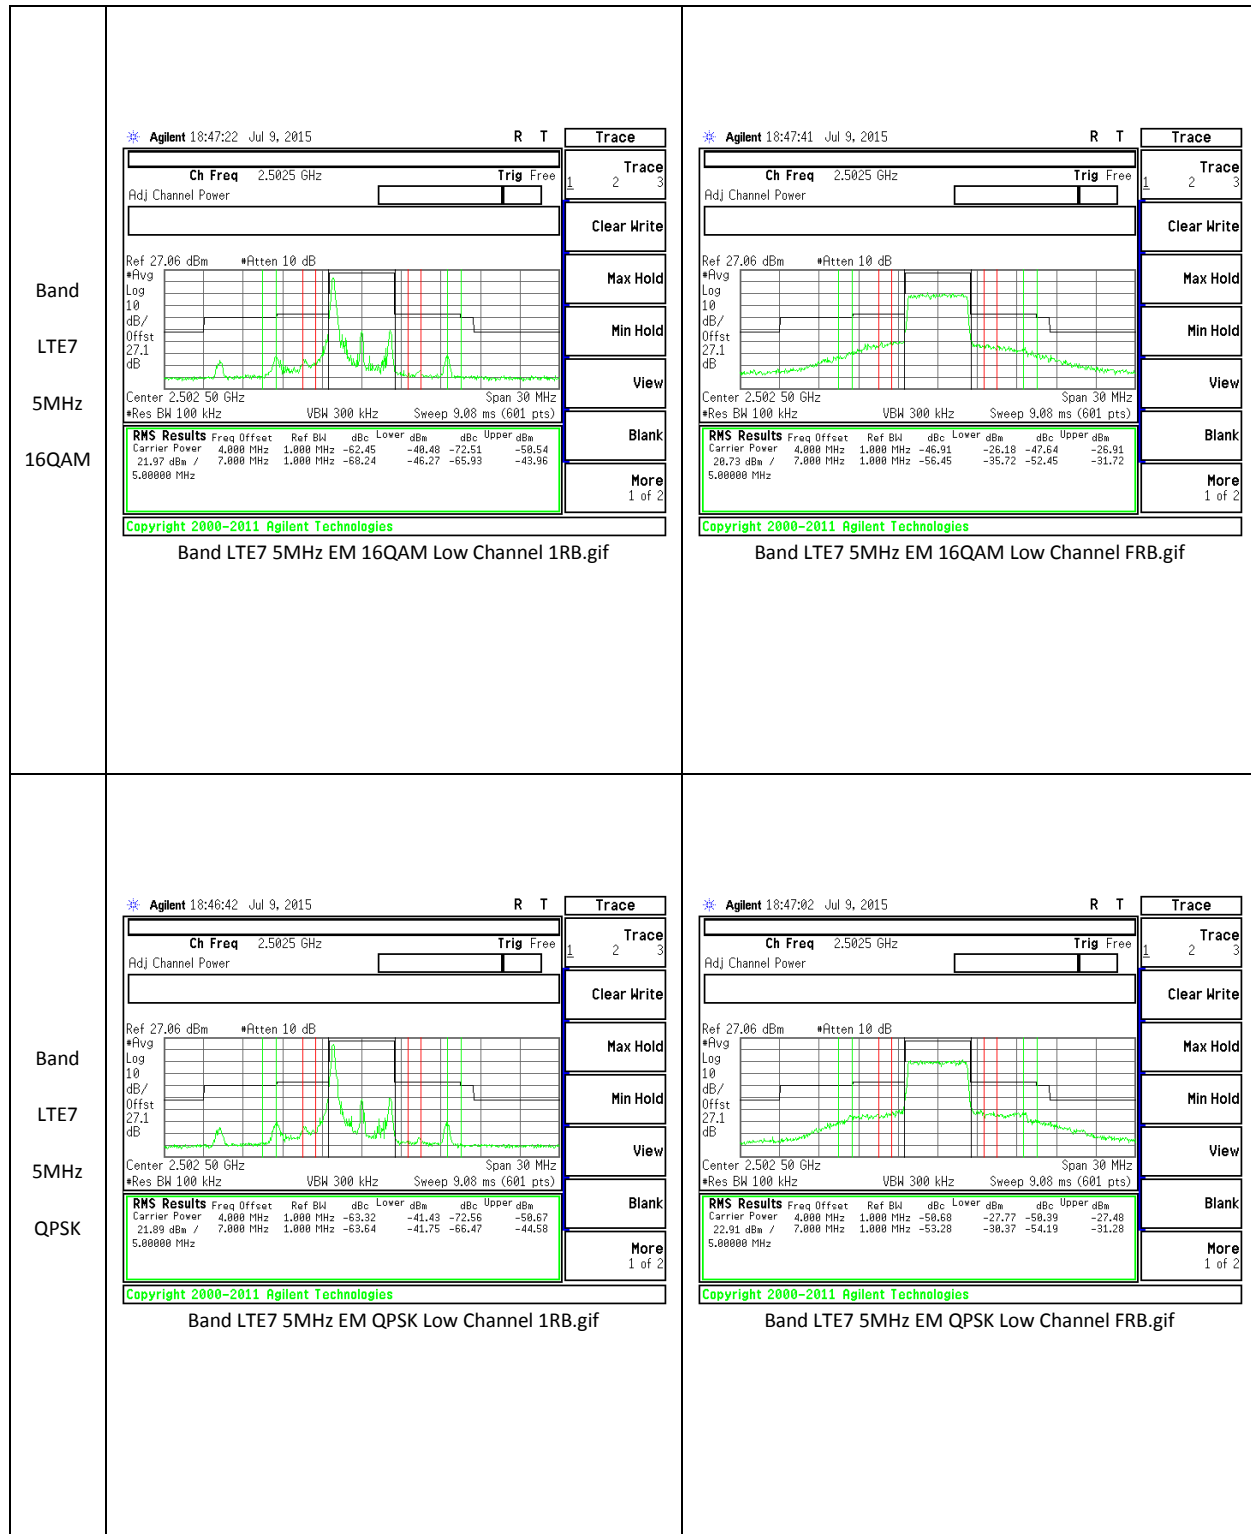 Band
LTE7
5MHz
16QAM
Agilent 18:47:22 Jul 9, 2015 R T
Trace
Ch Freq 2.5025 GHz Trig Free
Adj Channel Power
Trace
1 2 3
Clear Write
Max Hold
Min Hold
View
Blank
More
1 of 2
Ref 27.06 dBm #Atten 10 dB
#Avg
Log
10
dB/
Offst
27.1
dB
Center 2.502 50 GHz Span 30 MHz
#Res BW 100 kHz VBW 300 kHz Sweep 9.08 ms (601 pts)
RMS Results Freq Offset Ref BW dBc Lower dBm dBc Upper dBm
Carrier Power 4.000 MHz 1.000 MHz -62.45 -40.48 -72.51 -50.54
21.97 dBm / 7.000 MHz 1.000 MHz -68.24 -46.27 -65.93 -43.96
5.00000 MHz
Copyright 2000-2011 Agilent Technologies
Band LTE7 5MHz EM 16QAM Low Channel 1RB.gif
Agilent 18:47:41 Jul 9, 2015 R T
Trace
Ch Freq 2.5025 GHz Trig Free
Adj Channel Power
Trace
1 2 3
Clear Write
Max Hold
Min Hold
View
Blank
More
1 of 2
Ref 27.06 dBm #Atten 10 dB
#Avg
Log
10
dB/
Offst
27.1
dB
Center 2.502 50 GHz Span 30 MHz
#Res BW 100 kHz VBW 300 kHz Sweep 9.08 ms (601 pts)
RMS Results Freq Offset Ref BW dBc Lower dBm dBc Upper dBm
Carrier Power 4.000 MHz 1.000 MHz -46.91 -26.18 -47.64 -26.91
20.73 dBm / 7.000 MHz 1.000 MHz -56.45 -35.72 -52.45 -31.72
5.00000 MHz
Copyright 2000-2011 Agilent Technologies
Band LTE7 5MHz EM 16QAM Low Channel FRB.gif
Band
LTE7
5MHz
QPSK
Agilent 18:46:42 Jul 9, 2015 R T
Trace
Ch Freq 2.5025 GHz Trig Free
Adj Channel Power
Trace
1 2 3
Clear Write
Max Hold
Min Hold
View
Blank
More
1 of 2
Ref 27.06 dBm #Atten 10 dB
#Avg
Log
10
dB/
Offst
27.1
dB
Center 2.502 50 GHz Span 30 MHz
#Res BW 100 kHz VBW 300 kHz Sweep 9.08 ms (601 pts)
RMS Results Freq Offset Ref BW dBc Lower dBm dBc Upper dBm
Carrier Power 4.000 MHz 1.000 MHz -63.32 -41.43 -72.56 -50.67
21.89 dBm / 7.000 MHz 1.000 MHz -63.64 -41.75 -66.47 -44.58
5.00000 MHz
Copyright 2000-2011 Agilent Technologies
Band LTE7 5MHz EM QPSK Low Channel 1RB.gif
Agilent 18:47:02 Jul 9, 2015 R T
Trace
Ch Freq 2.5025 GHz Trig Free
Adj Channel Power
Trace
1 2 3
Clear Write
Max Hold
Min Hold
View
Blank
More
1 of 2
Ref 27.06 dBm #Atten 10 dB
#Avg
Log
10
dB/
Offst
27.1
dB
Center 2.502 50 GHz Span 30 MHz
#Res BW 100 kHz VBW 300 kHz Sweep 9.08 ms (601 pts)
RMS Results Freq Offset Ref BW dBc Lower dBm dBc Upper dBm
Carrier Power 4.000 MHz 1.000 MHz -50.68 -27.77 -50.39 -27.48
22.91 dBm / 7.000 MHz 1.000 MHz -53.28 -30.37 -54.19 -31.28
5.00000 MHz
Copyright 2000-2011 Agilent Technologies
Band LTE7 5MHz EM QPSK Low Channel FRB.gif